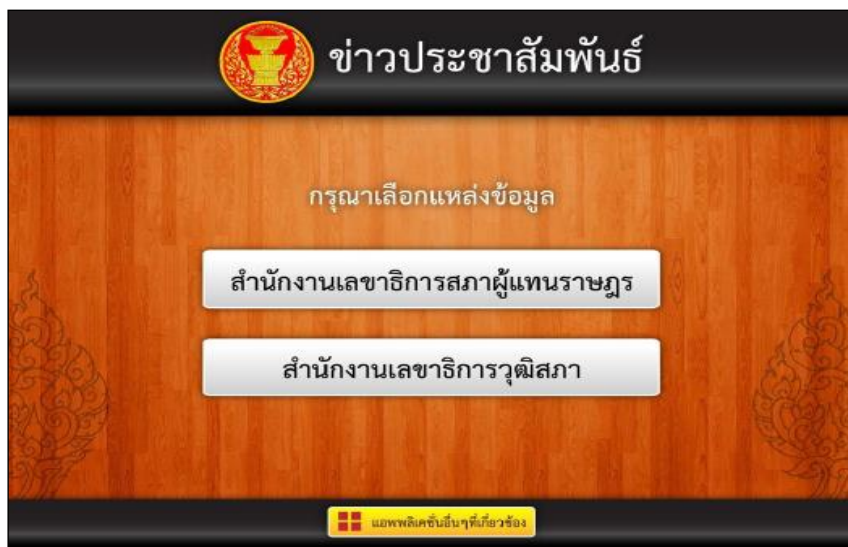 ข่าวประชาสัมพันธ์
กรุณาเลือกแหล่งข้อมูล
สำนักงานเลขาธิการสภาผู้แทนราษฎร
สำนักงานเลขาธิการวุฒิสภา
แอพพลิเคชั่นอื่นๆที่เกี่ยวข้อง